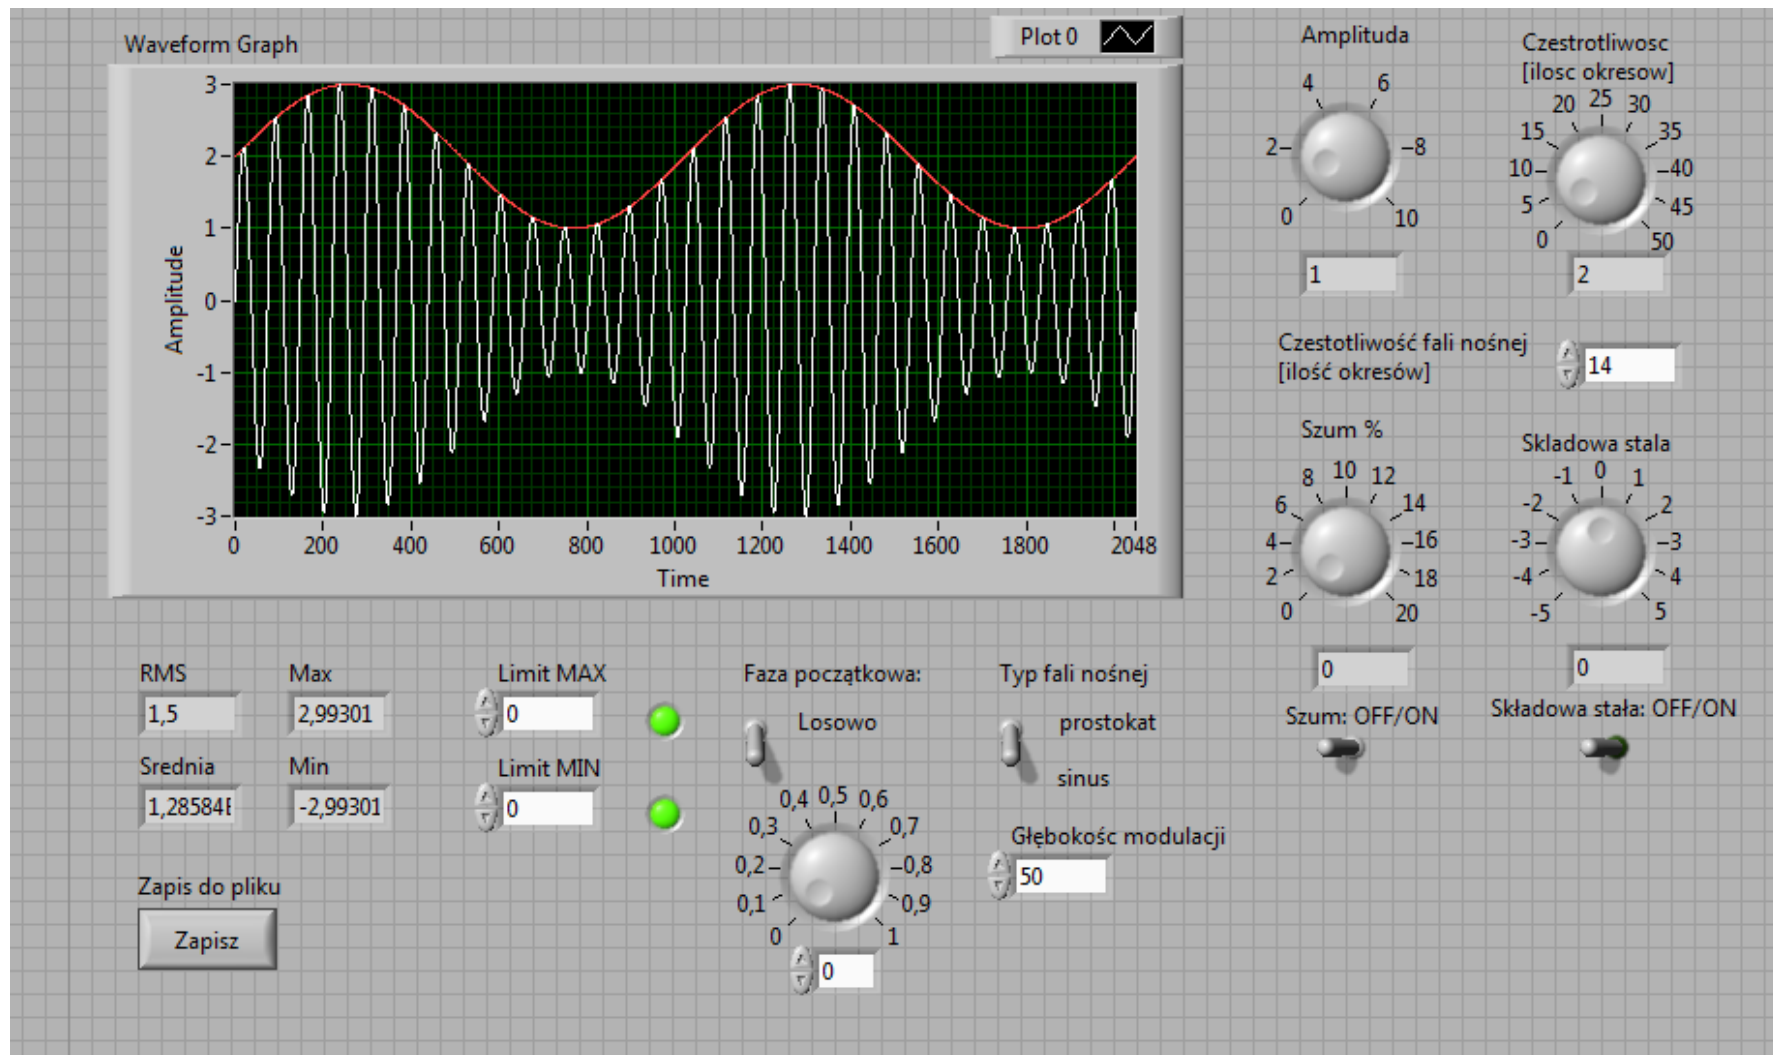 Waveform Graph
Plot 0
Amplitude
3
2
1
0
-1
-2
-3
0 200 400 600 800 1000 1200 1400 1600 1800 2048
Time
Amplituda
0 2 4 6 8 10
1
Czestrotliwosc
[ilosc okresow]
0 5 10 15 20 25 30 35 40 45 50
2
Czestotliwość fali nośnej
[ilość okresów]
14
Szum %
0 2 4 6 8 10 12 14 16 18 20
0
Szum: OFF/ON
Skladowa stala
-5 -4 -3 -2 -1 0 1 2 -3 4 5
0
Składowa stała: OFF/ON
RMS
1,5
Max
2,99301
Limit MAX
0
Srednia
1,28584E
Min
-2,99301
Limit MIN
0
Zapis do pliku
Zapisz
Faza początkowa:
Losowo
0 0,1 0,2 0,3 0,4 0,5 0,6 0,7 0,8 0,9 1
0
Typ fali nośnej
prostokat
sinus
Głębokośc modulacji
50